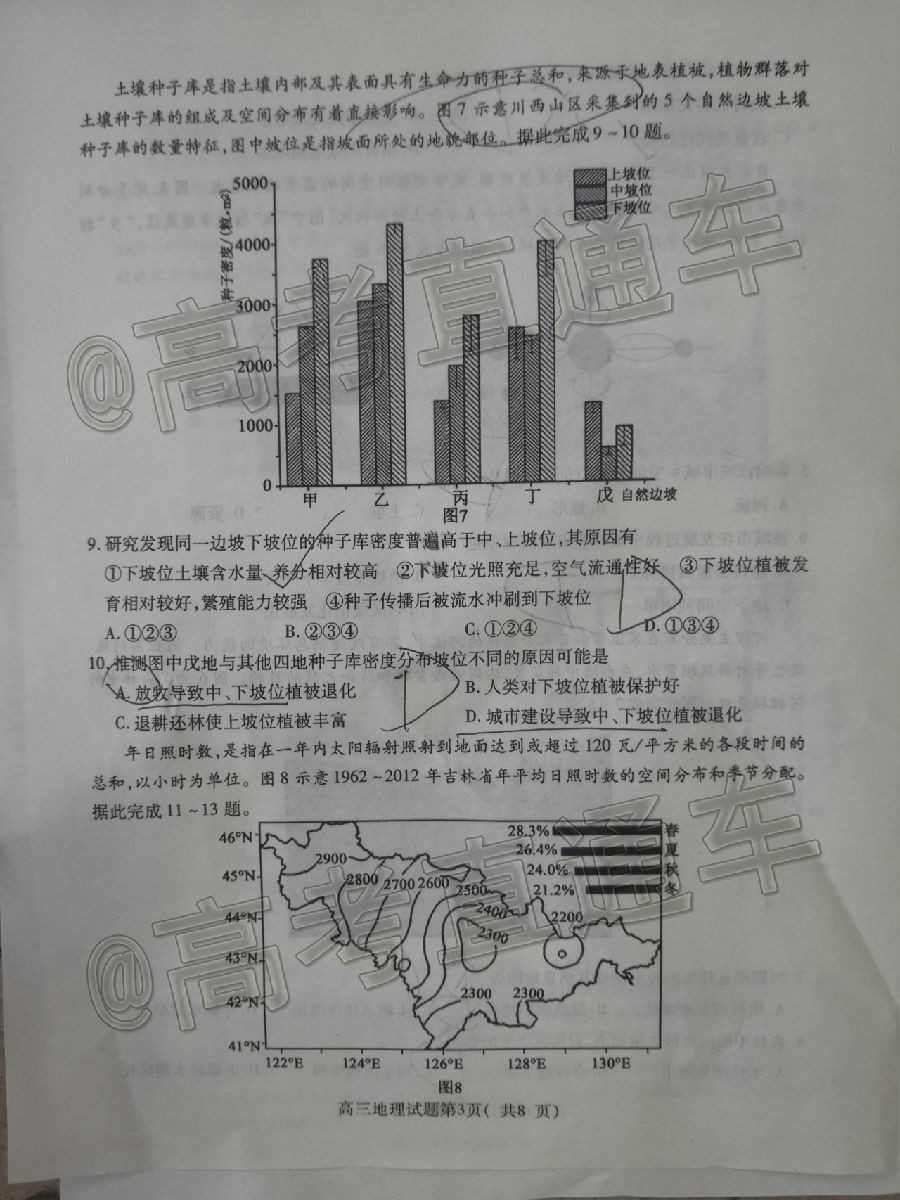 土壤种子库是指土壤内部及其表面具有生命力的种子总和,来源于地表植被,植物群落对
土壤种子库的组成及空间分布有着直接影响。图7示意川西山区采集到的5个自然边坡土壤
种子库的数量特征,图中坡位是指坡面所处的地貌部位。据此完成9~10题。
种子密度/(粒·m2)
5000
4000
3000
2000
1000
0
上坡位
中坡位
下坡位
甲 乙 丙 丁 戊 自然边坡
图7
@高考直通车
9.研究发现同一边坡下坡位的种子库密度普遍高于中、上坡位,其原因有
①下坡位土壤含水量、养分相对较高 ②下坡位光照充足,空气流通性好 ③下坡位植被发
育相对较好,繁殖能力较强 ④种子传播后被流水冲刷到下坡位
A.①②③ B.②③④ C.①②④ D.①③④
10.推测图中戊地与其他四地种子库密度分布坡位不同的原因可能是
A.放牧导致中、下坡位植被退化 B.人类对下坡位植被保护好
C.退耕还林使上坡位植被丰富 D.城市建设导致中、下坡位植被退化
年日照时数,是指在一年内太阳辐射照射到地面达到或超过120瓦/平方米的各段时间的
总和,以小时为单位。图8示意1962~2012年吉林省年平均日照时数的空间分布和季节分配。
据此完成11~13题。
46°N
45°N
44°N
43°N
42°N
41°N
28.3% 春
26.4% 夏
24.0% 秋
21.2% 冬
2900 2800 2700 2600 2500 2400 2300 2200
2300 2300
122°E 124°E 126°E 128°E 130°E
图8
@高考直通车
高三地理试题第3页( 共8 页)